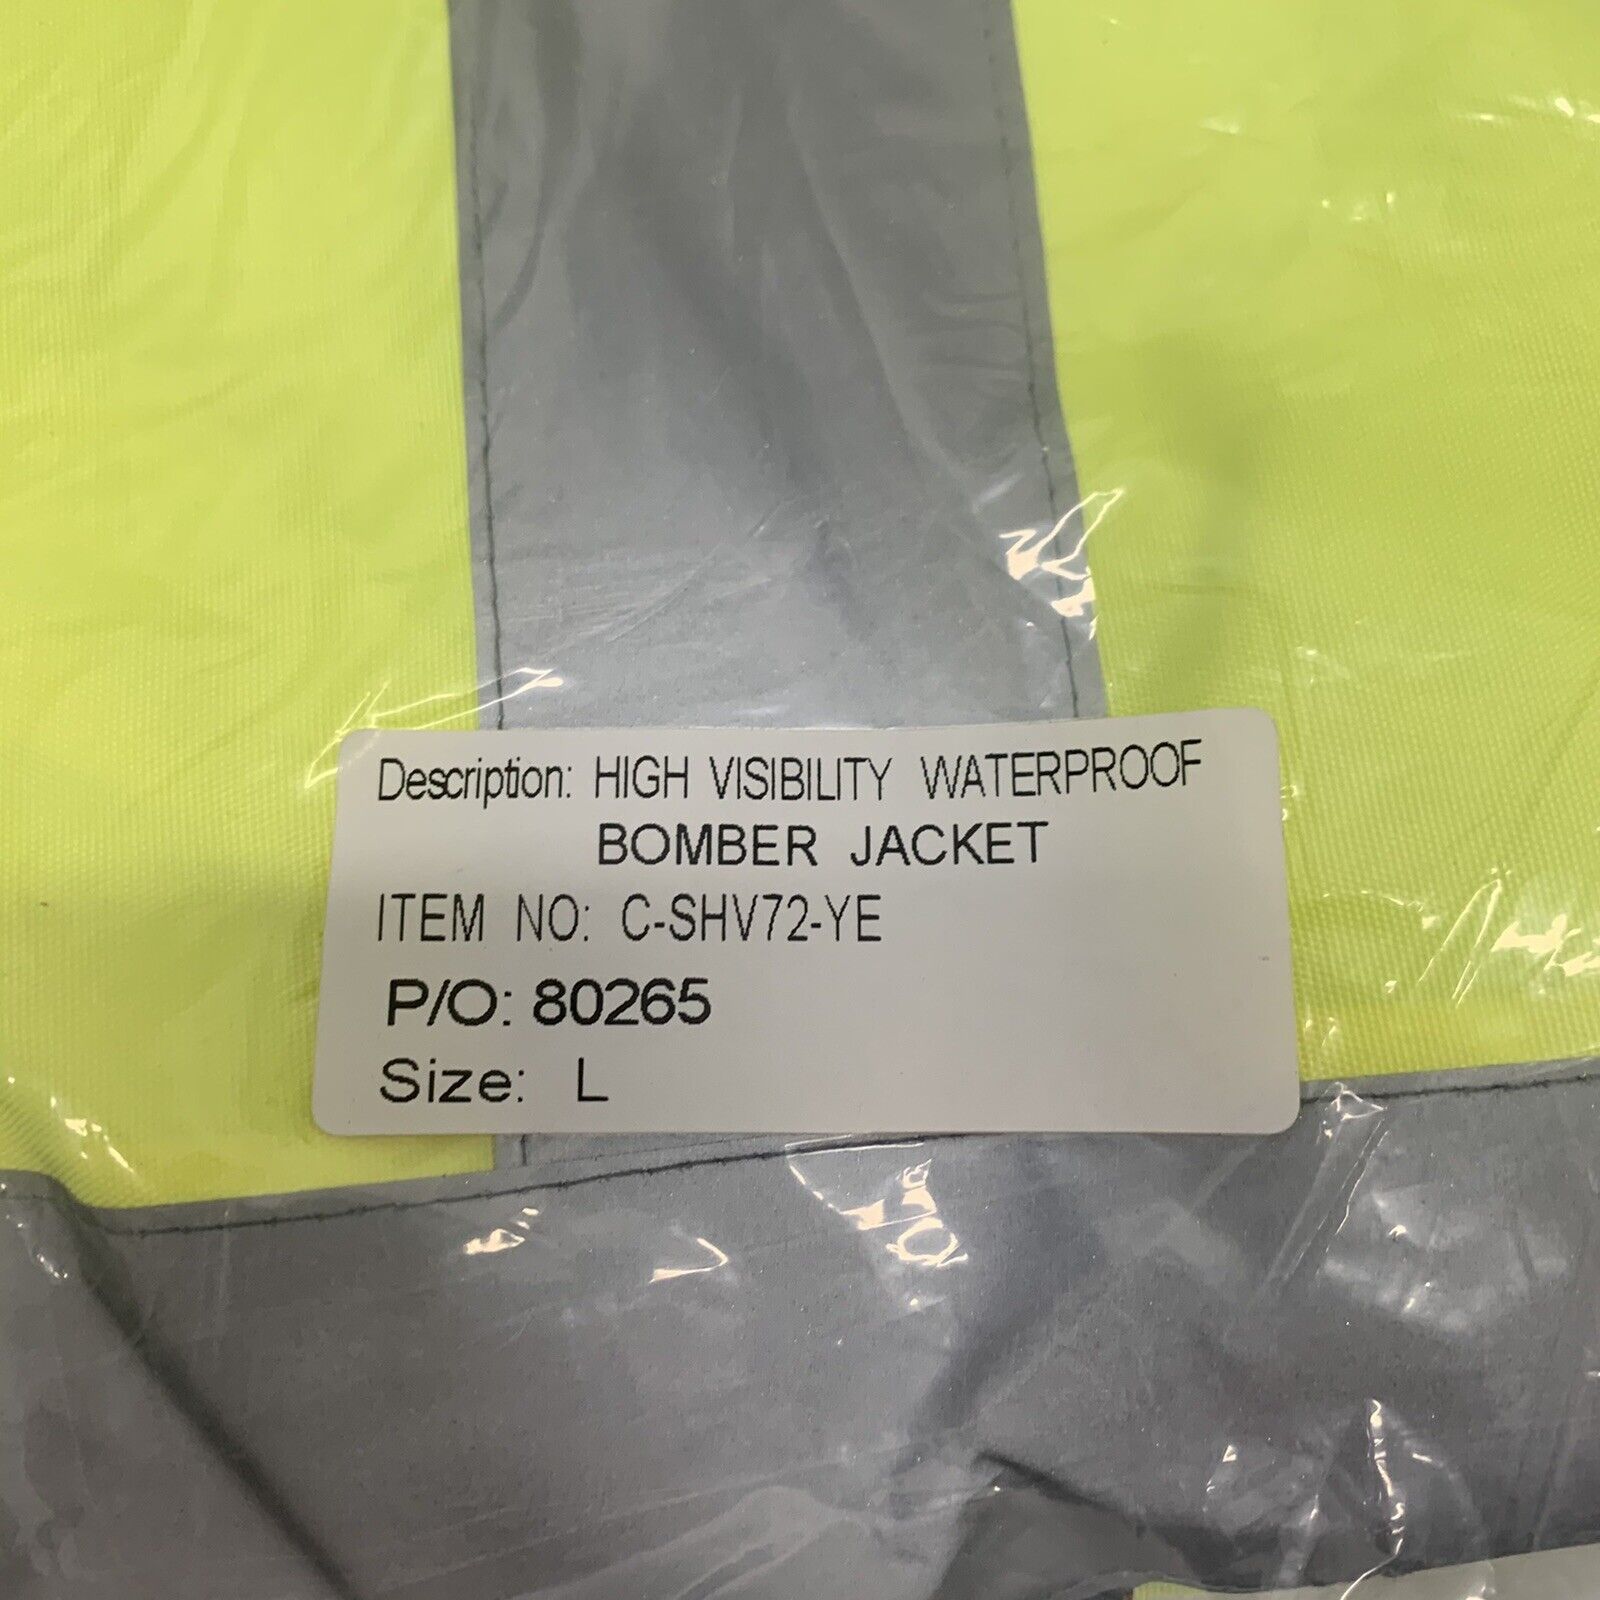 Description: HIGH VISIBILITY WATERPROOF
BOMBER JACKET
ITEM NO: C-SHV72-YE
P/O: 80265
Size: L